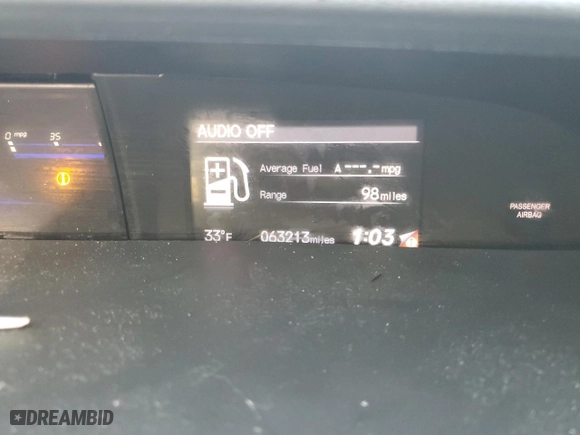 AUDIO OFF
0 mpg 35
Average Fuel A ---.- mpg
Range 98 miles
33°F 063213 miles 1:03
PASSENGER
AIRBAG
DREAMBID